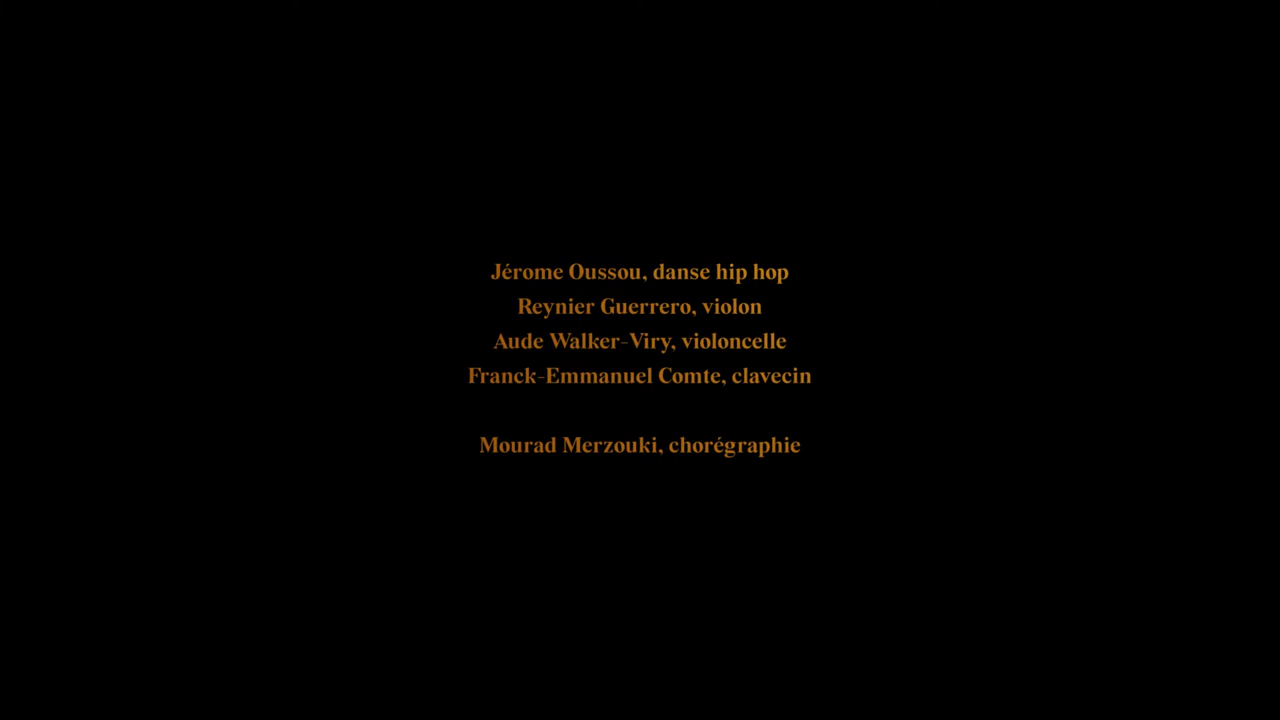 Jérome Oussou, danse hip hop
Reynier Guerrero, violon
Aude Walker-Viry, violoncelle
Franck-Emmanuel Comte, clavecin
Mourad Merzouki, chorégraphie